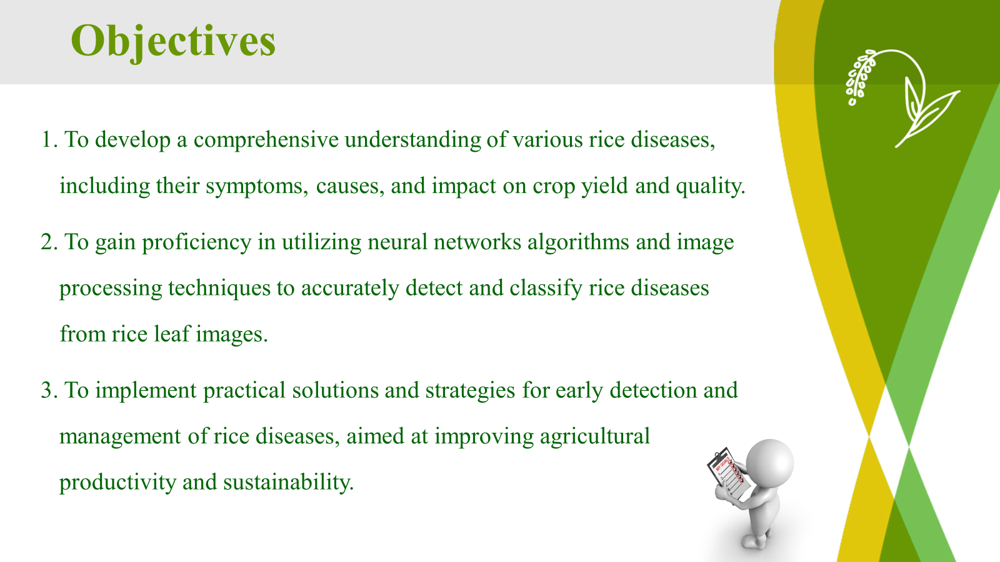 Objectives
1. To develop a comprehensive understanding of various rice diseases,
including their symptoms, causes, and impact on crop yield and quality.
2. To gain proficiency in utilizing neural networks algorithms and image
processing techniques to accurately detect and classify rice diseases
from rice leaf images.
3. To implement practical solutions and strategies for early detection and
management of rice diseases, aimed at improving agricultural
productivity and sustainability.
MY GOALS